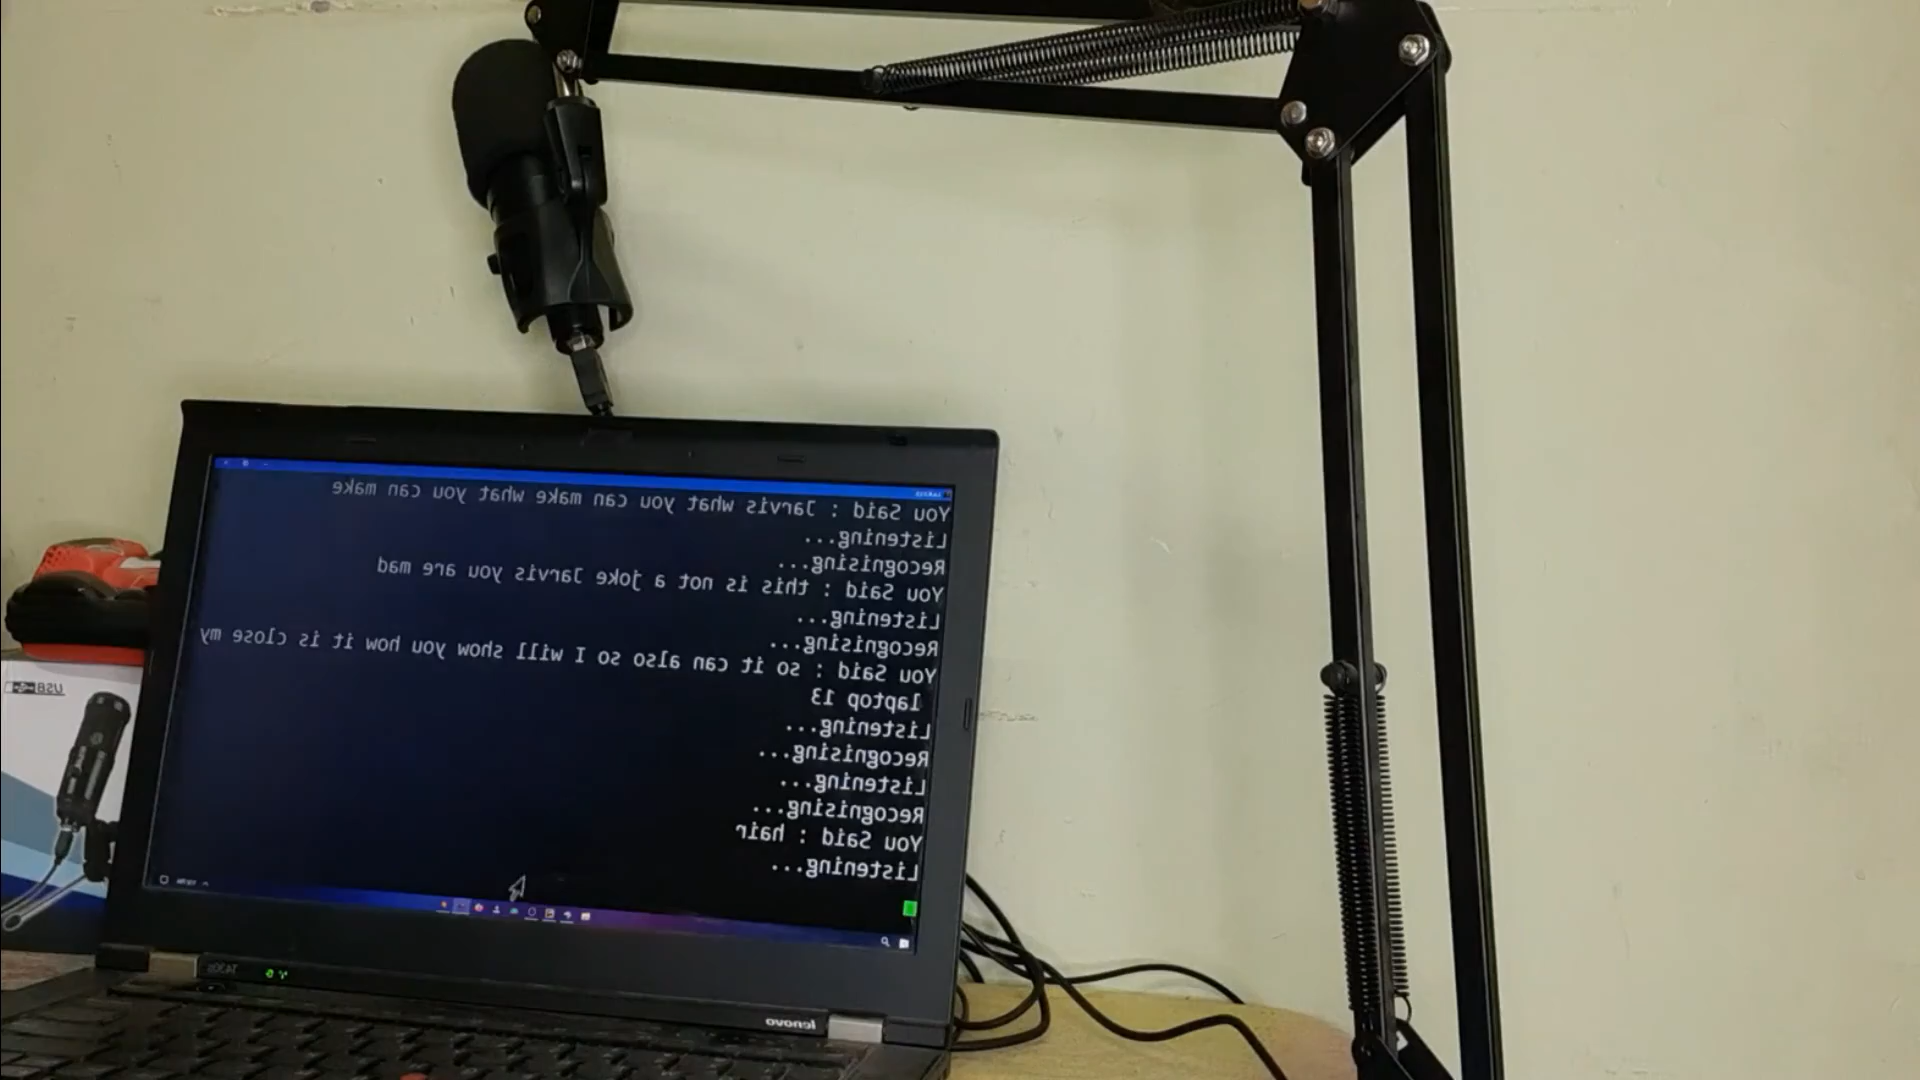 You Said : Jarvis what you can make what you can make
Listening...
Recognising...
You Said : this is not a joke Jarvis you are mad
Listening...
Recognising...
You Said : so it can also so I will show you how it is close my
laptop 13
Listening...
Recognising...
Listening...
Recognising...
You Said : hair
Listening...
USB
T430s
lenovo